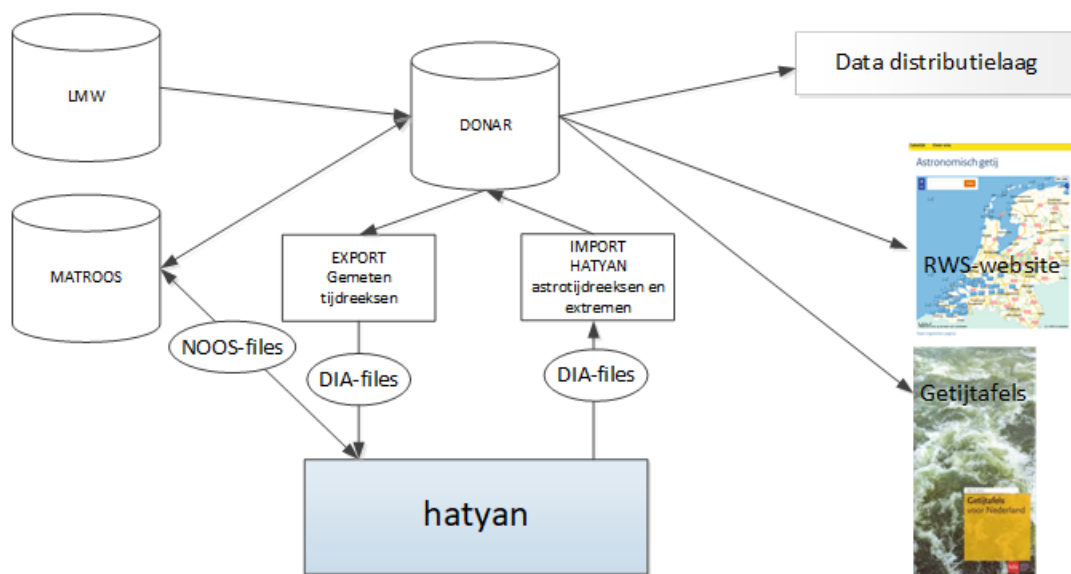 LMW
DONAR
Data distributielaag
Astronomisch getij
MATROOS
EXPORT
Gemeten
tijdreeksen
IMPORT
HATYAN
astrotijdreeksen en
extremen
RWS-website
NOOS-files
DIA-files
DIA-files
Getijtafels
hatyan
Getijtafels
voor Nederland